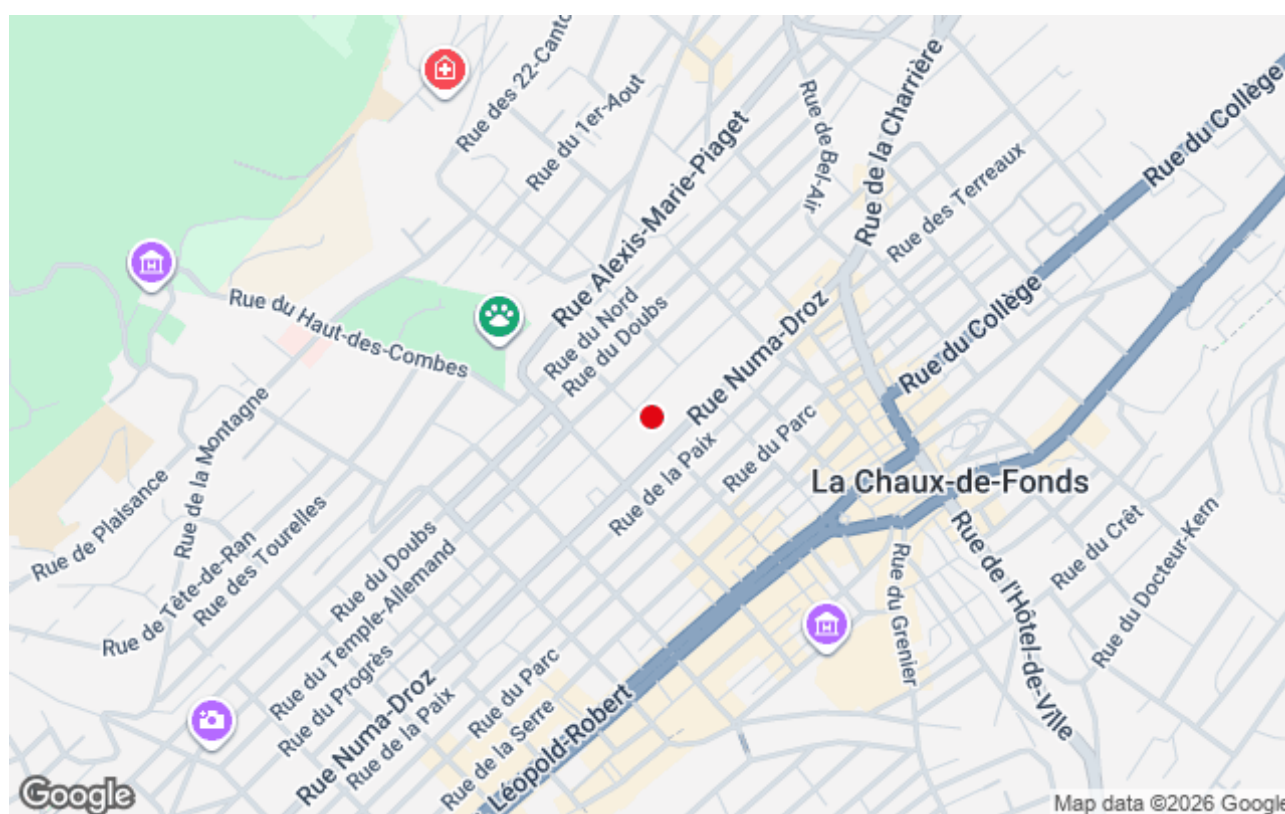 Rue des 22-Canto
Rue du 1er-Aout
Rue Alexis-Marie-Piaget
Rue de Bel-Air
Rue de la Charrière
Rue des Terreaux
Rue du Collège
Rue du Haut-des-Combes
Rue du Nord
Rue du Doubs
Rue Numa-Droz
Rue du Collège
Rue de la Montagne
Rue du Parc
Rue de la Paix
La Chaux-de-Fonds
Rue de Plaisance
Rue de Tête-de-Ran
Rue des Tourelles
Rue du Doubs
Rue du Temple-Allemand
Rue du Progrès
Rue Numa-Droz
Rue de la Paix
Rue du Parc
Rue de la Serre
Léopold-Robert
Rue du Grenier
Rue de l'Hôtel-de-Ville
Rue du Crêt
Rue du Docteur-Kern
Google
Map data ©2026 Google